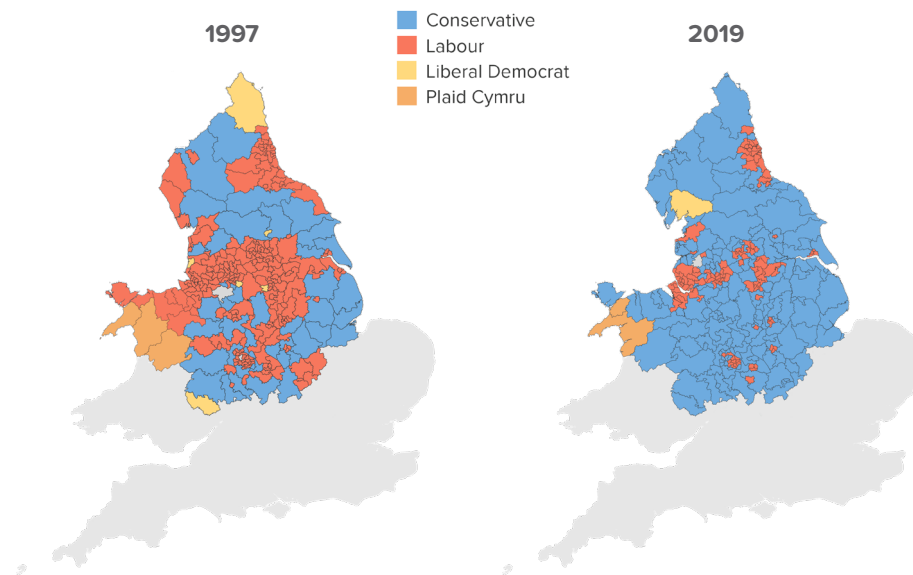 1997
Conservative
Labour
Liberal Democrat
Plaid Cymru
2019